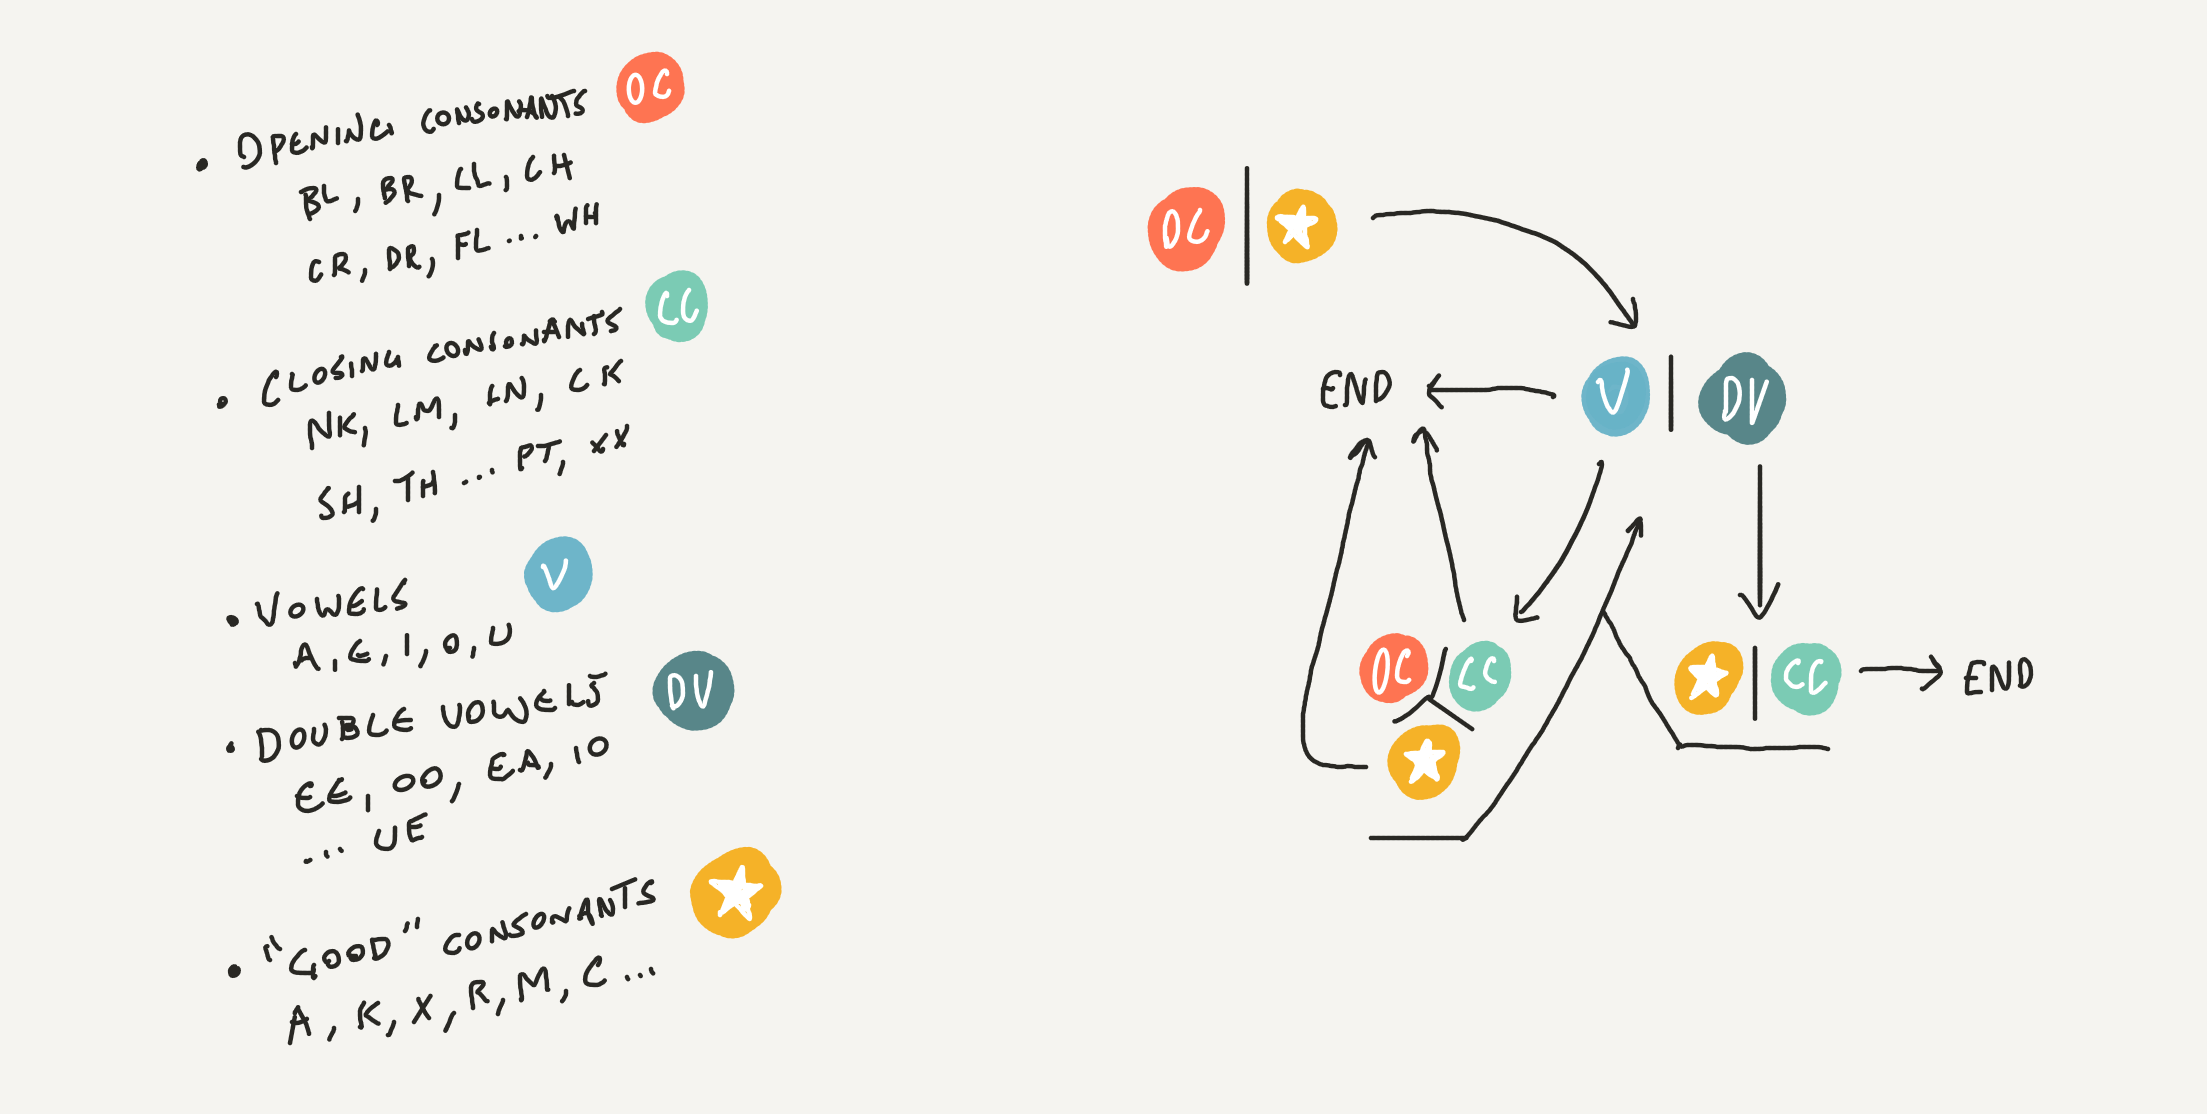 • OPENING CONSONANTS OC
BL, BR, CL, CH
CR, DR, FL ... WH
• CLOSING CONSONANTS CC
NK, LM, LN, CK
SH, TH ... PT, XX
• VOWELS V
A, E, I, O, U
• DOUBLE VOWELS DV
EE, OO, EA, IO
... UE
• "GOOD" CONSONANTS
A, K, X, R, M, C ...
OC
END V DV
OC CC
CC END